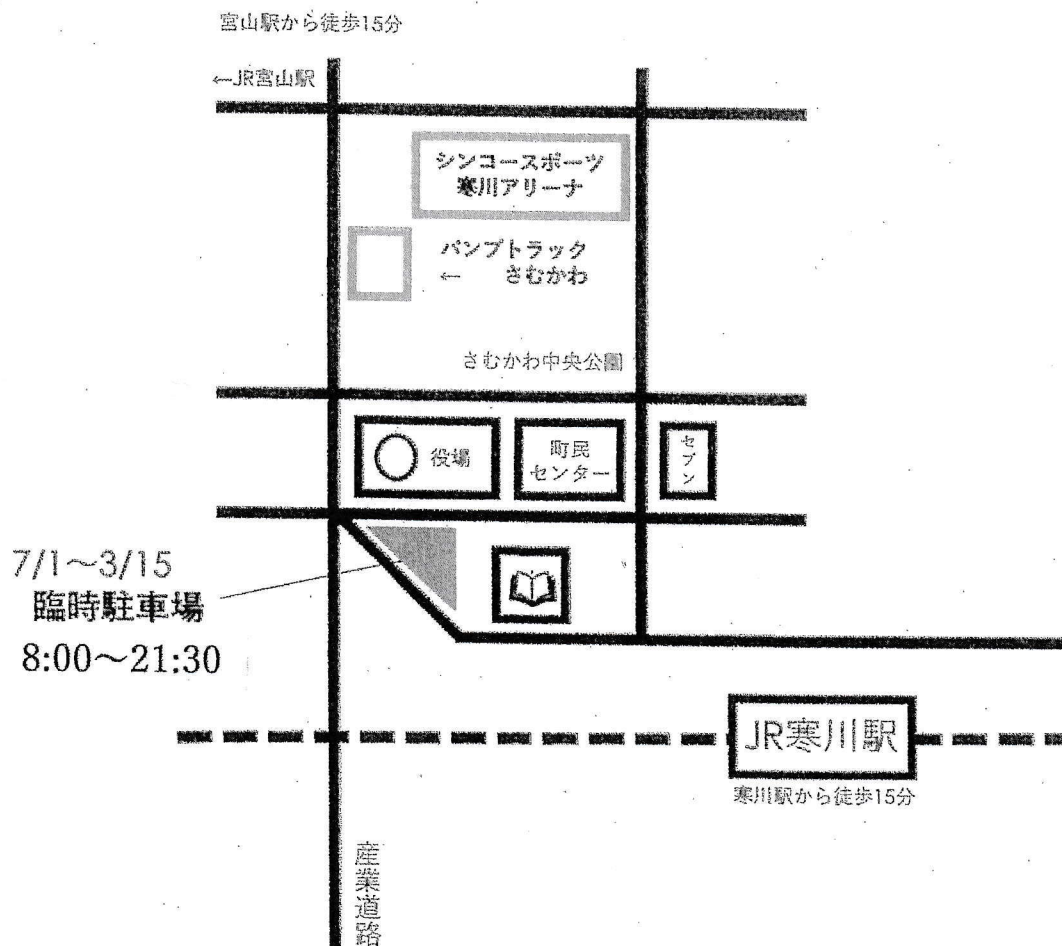 宮山駅から徒歩15分
←JR宮山駅
シンコースポーツ
寒川アリーナ
パンプトラック
← さむかわ
さむかわ中央公園
役場
町民
センター
セブン
7/1～3/15
臨時駐車場
8:00～21:30
JR寒川駅
寒川駅から徒歩15分
産業道路